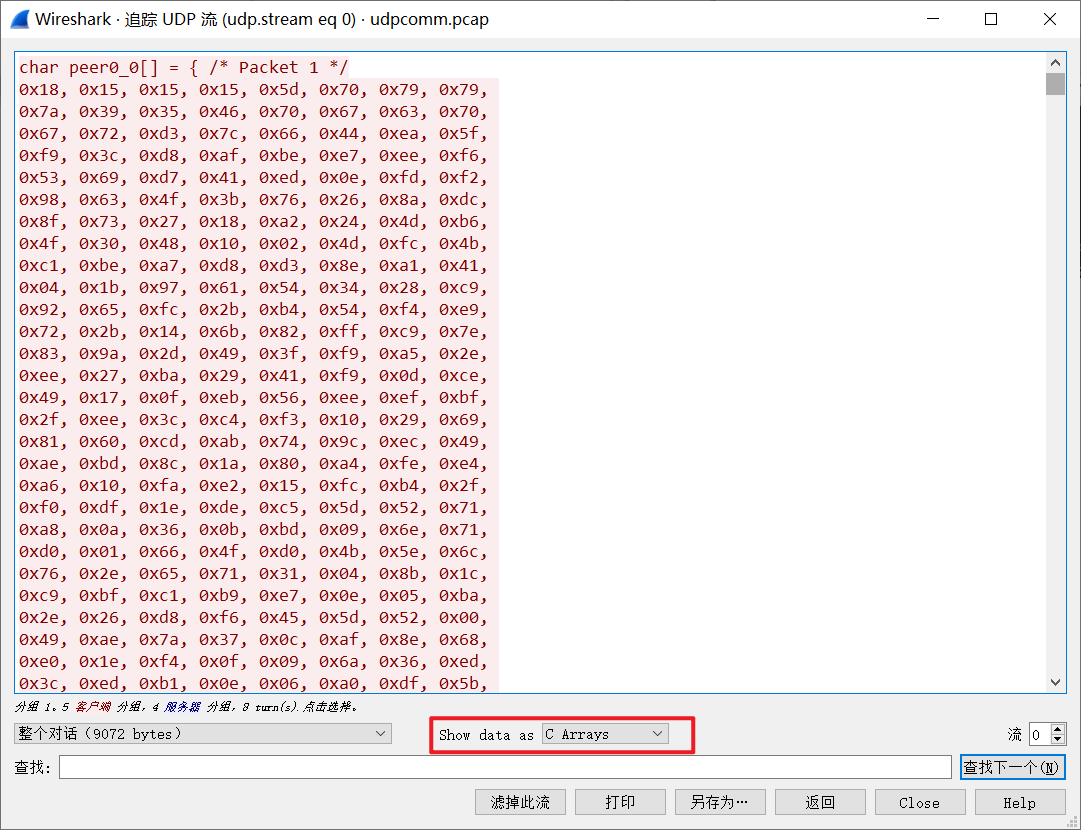 Wireshark · 追踪 UDP 流 (udp.stream eq 0) · udpcomm.pcap
char peer0_0[] = { /* Packet 1 */
0x18, 0x15, 0x15, 0x15, 0x5d, 0x70, 0x79, 0x79,
0x7a, 0x39, 0x35, 0x46, 0x70, 0x67, 0x63, 0x70,
0x67, 0x72, 0xd3, 0x7c, 0x66, 0x44, 0xea, 0x5f,
0xf9, 0x3c, 0xd8, 0xaf, 0xbe, 0xe7, 0xee, 0xf6,
0x53, 0x69, 0xd7, 0x41, 0xed, 0x0e, 0xfd, 0xf2,
0x98, 0x63, 0x4f, 0x3b, 0x76, 0x26, 0x8a, 0xdc,
0x8f, 0x73, 0x27, 0x18, 0xa2, 0x24, 0x4d, 0xb6,
0x4f, 0x30, 0x48, 0x10, 0x02, 0x4d, 0xfc, 0x4b,
0xc1, 0xbe, 0xa7, 0xd8, 0xd3, 0x8e, 0xa1, 0x41,
0x04, 0x1b, 0x97, 0x61, 0x54, 0x34, 0x28, 0xc9,
0x92, 0x65, 0xfc, 0x2b, 0xb4, 0x54, 0xf4, 0xe9,
0x72, 0x2b, 0x14, 0x6b, 0x82, 0xff, 0xc9, 0x7e,
0x83, 0x9a, 0x2d, 0x49, 0x3f, 0xf9, 0xa5, 0x2e,
0xee, 0x27, 0xba, 0x29, 0x41, 0xf9, 0x0d, 0xce,
0x49, 0x17, 0x0f, 0xeb, 0x56, 0xee, 0xef, 0xbf,
0x2f, 0xee, 0x3c, 0xc4, 0xf3, 0x10, 0x29, 0x69,
0x81, 0x60, 0xcd, 0xab, 0x74, 0x9c, 0xec, 0x49,
0xae, 0xbd, 0x8c, 0x1a, 0x80, 0xa4, 0xfe, 0xe4,
0xa6, 0x10, 0xfa, 0xe2, 0x15, 0xfc, 0xb4, 0x2f,
0xf0, 0xdf, 0x1e, 0xde, 0xc5, 0x5d, 0x52, 0x71,
0xa8, 0x0a, 0x36, 0x0b, 0xbd, 0x09, 0x6e, 0x71,
0xd0, 0x01, 0x66, 0x4f, 0xd0, 0x4b, 0x5e, 0x6c,
0x76, 0x2e, 0x65, 0x71, 0x31, 0x04, 0x8b, 0x1c,
0xc9, 0xbf, 0xc1, 0xb9, 0xe7, 0x0e, 0x05, 0xba,
0x2e, 0x26, 0xd8, 0xf6, 0x45, 0x5d, 0x52, 0x00,
0x49, 0xae, 0x7a, 0x37, 0x0c, 0xaf, 0x8e, 0x68,
0xe0, 0x1e, 0xf4, 0x0f, 0x09, 0x6a, 0x36, 0xed,
0x3c, 0xed, 0xb1, 0x0e, 0x06, 0xa0, 0xdf, 0x5b,
分组 1。5 客户端 分组，4 服务器 分组，8 turn(s).点击选择。
整个对话（9072 bytes） Show data as C Arrays 流 0
查找: 查找下一个(N)
滤掉此流 打印 另存为… 返回 Close Help